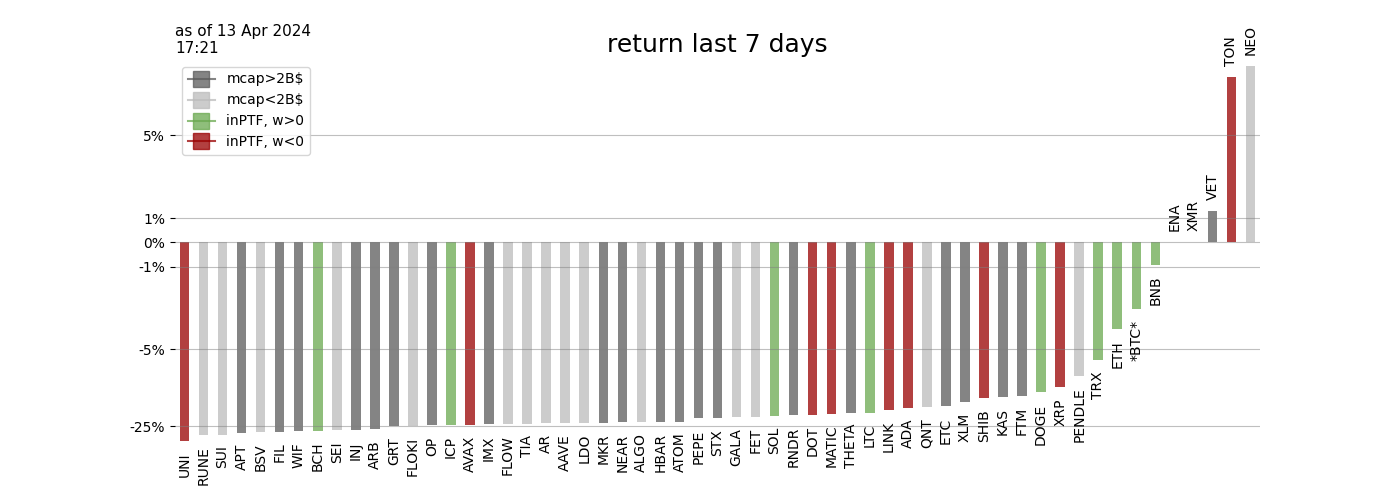 as of 13 Apr 2024
17:21
return last 7 days
mcap>2B$
mcap<2B$
inPTF, w>0
inPTF, w<0
5%
1%
0%
-1%
-5%
-25%
UNI
RUNE
SUI
APT
BSV
FIL
WIF
BCH
SEI
INJ
ARB
GRT
FLOKI
OP
ICP
AVAX
IMX
FLOW
TIA
AR
AAVE
LDO
MKR
NEAR
ALGO
HBAR
ATOM
PEPE
STX
GALA
FET
SOL
RNDR
DOT
MATIC
THETA
LTC
LINK
ADA
QNT
ETC
XLM
SHIB
KAS
FTM
DOGE
XRP
PENDLE
TRX
ETH
*BTC*
BNB
ENA
XMR
VET
TON
NEO